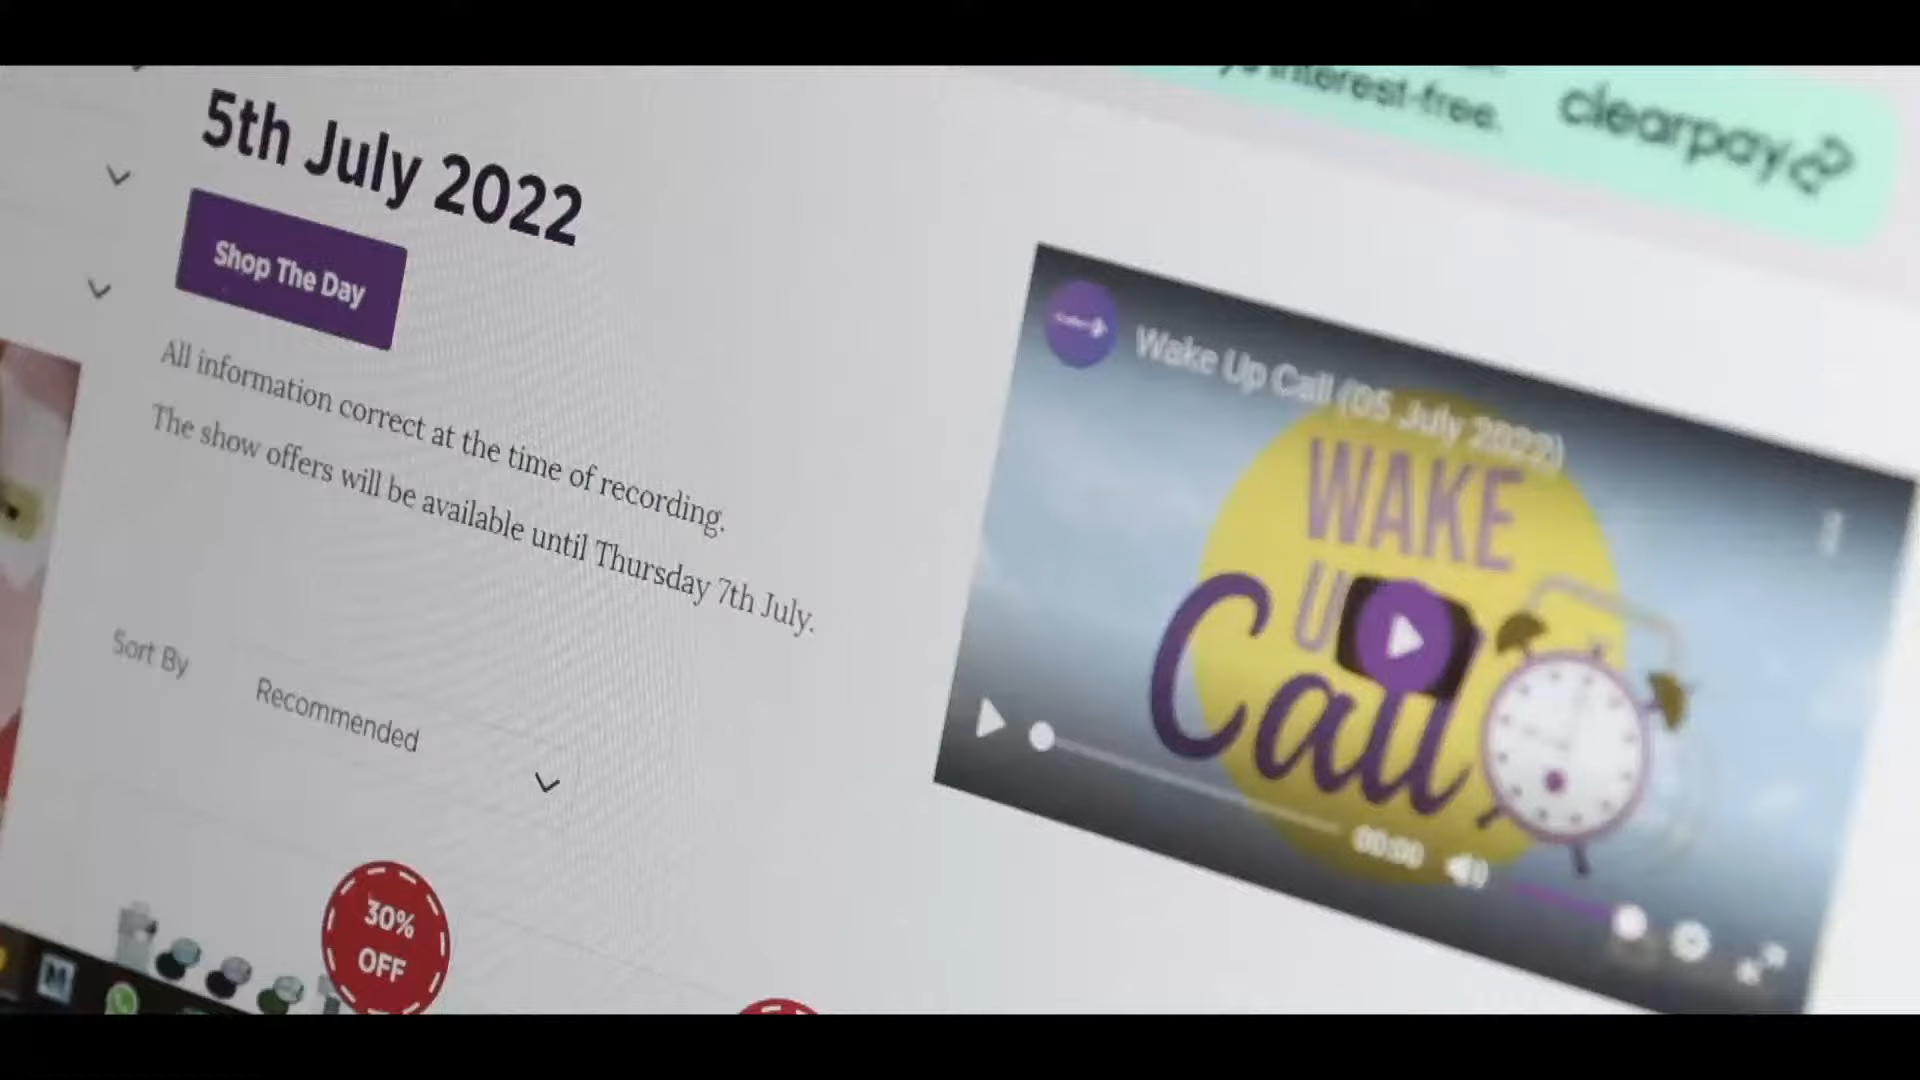 interest-free.
clearpay
5th July 2022
Shop The Day
All information correct at the time of recording.
The show offers will be available until Thursday 7th July.
Wake Up Call (05 July 2022)
WAKE
U
Call
00:00
Sort By
Recommended
30%
OFF